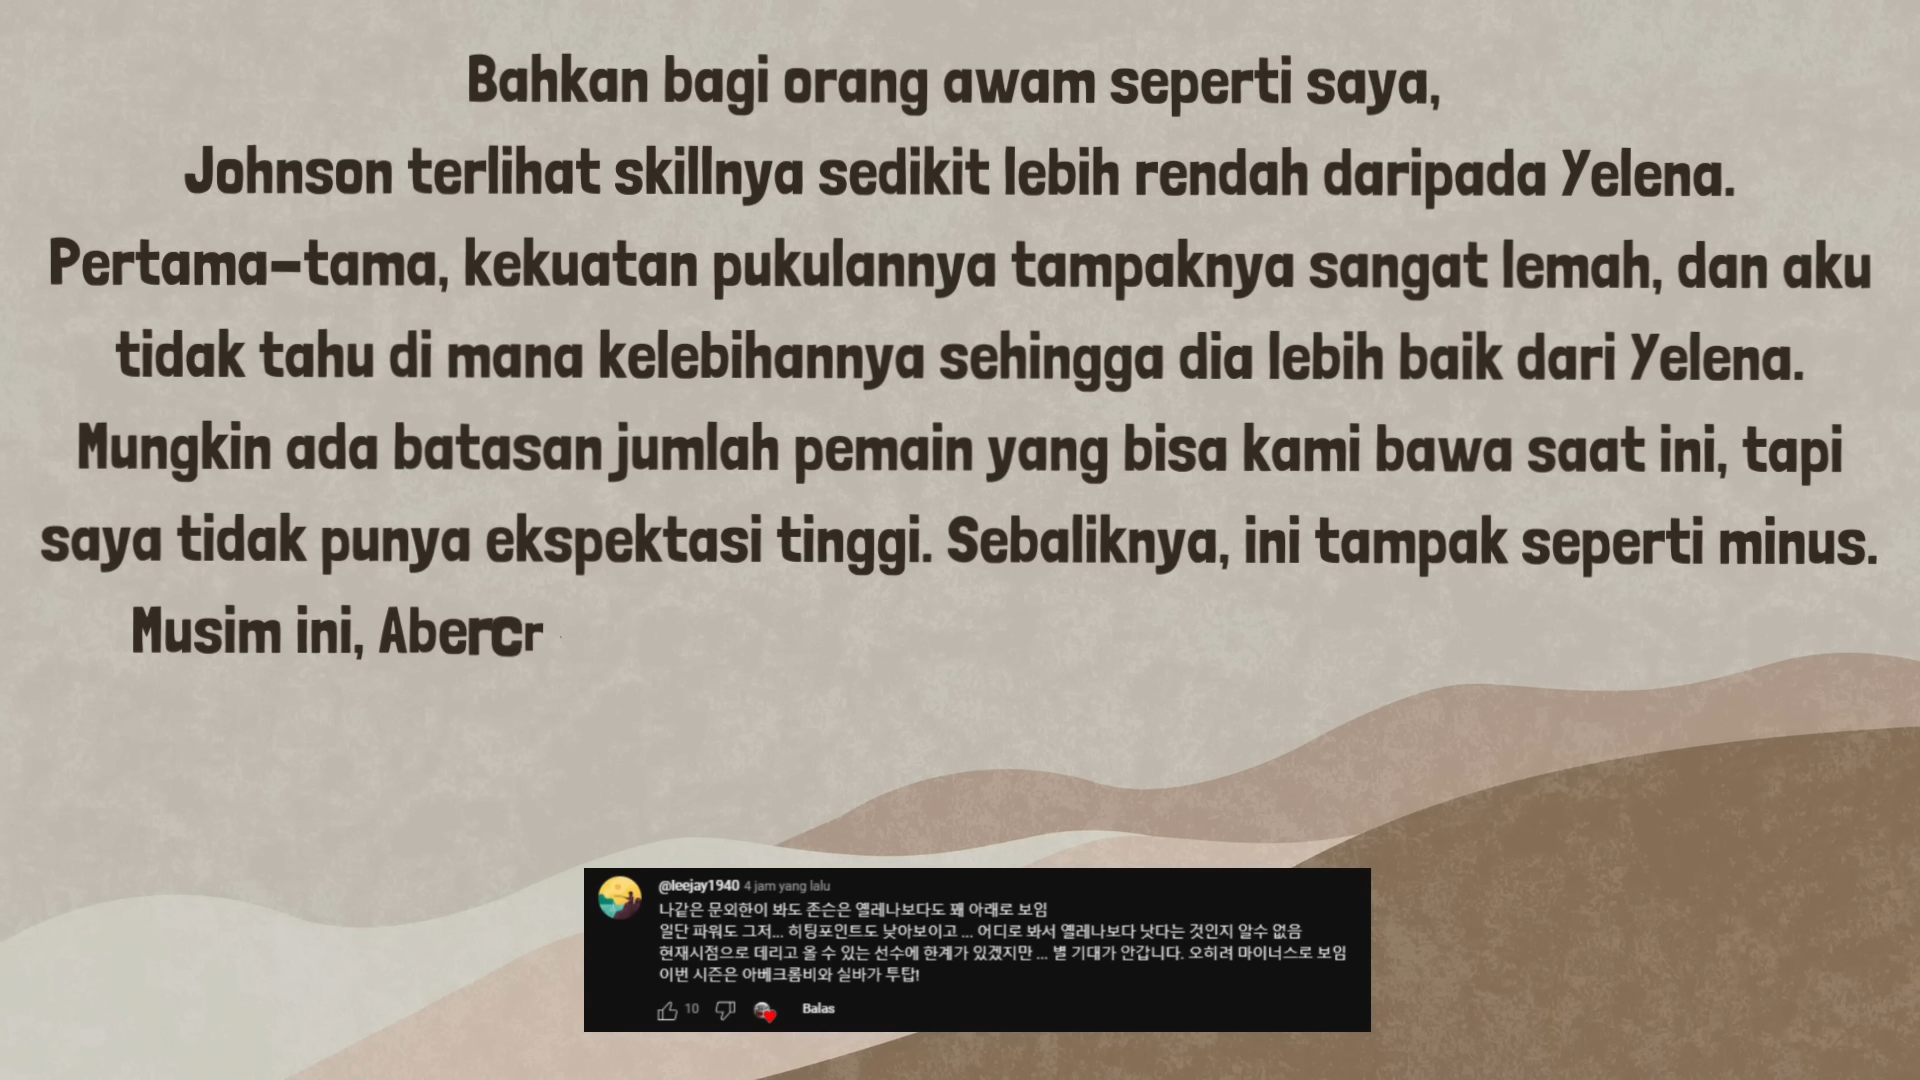 Bahkan bagi orang awam seperti saya,
Johnson terlihat skillnya sedikit lebih rendah daripada Yelena.
Pertama-tama, kekuatan pukulannya tampaknya sangat lemah, dan aku
tidak tahu di mana kelebihannya sehingga dia lebih baik dari Yelena.
Mungkin ada batasan jumlah pemain yang bisa kami bawa saat ini, tapi
saya tidak punya ekspektasi tinggi. Sebaliknya, ini tampak seperti minus.
Musim ini, Abercr
@leejay1940 4 jam yang lalu
나같은 문외한이 봐도 존슨은 옐레나보다도 꽤 아래로 보임
일단 파워도 그저... 히팅포인트도 낮아보이고 ... 어디로 봐서 옐레나보다 낫다는 것인지 알수 없음
현재시점으로 데리고 올 수 있는 선수에 한계가 있겠지만 ... 별 기대가 안갑니다. 오히려 마이너스로 보임
이번 시즌은 아베크롬비와 실바가 투탑!
10 Balas